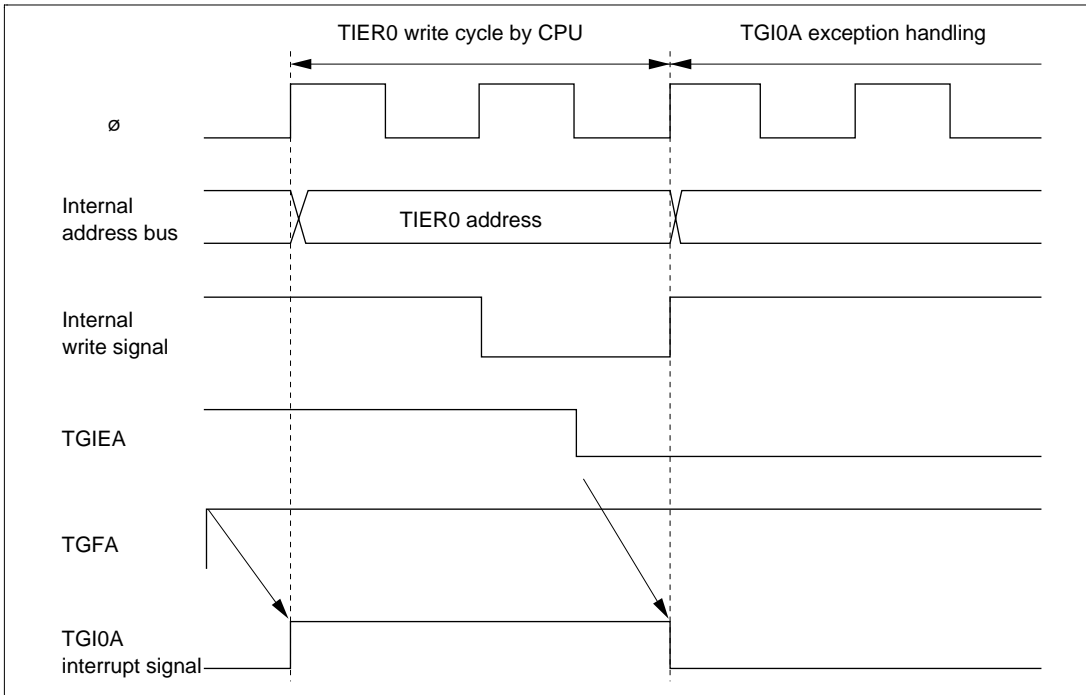 TIER0 write cycle by CPU
TGI0A exception handling
ø
Internal
address bus
TIER0 address
Internal
write signal
TGIEA
TGFA
TGI0A
interrupt signal